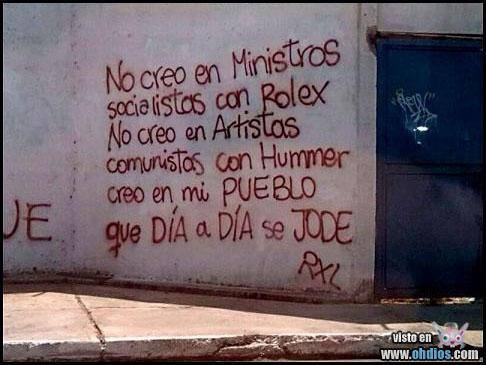 No creo en Ministros
socialistas con Rolex
No creo en Artistas
comunistas con Hummer
creo en mi PUEBLO
que DÍA a DÍA se JODE
UE
visto en
www.ohdios.com